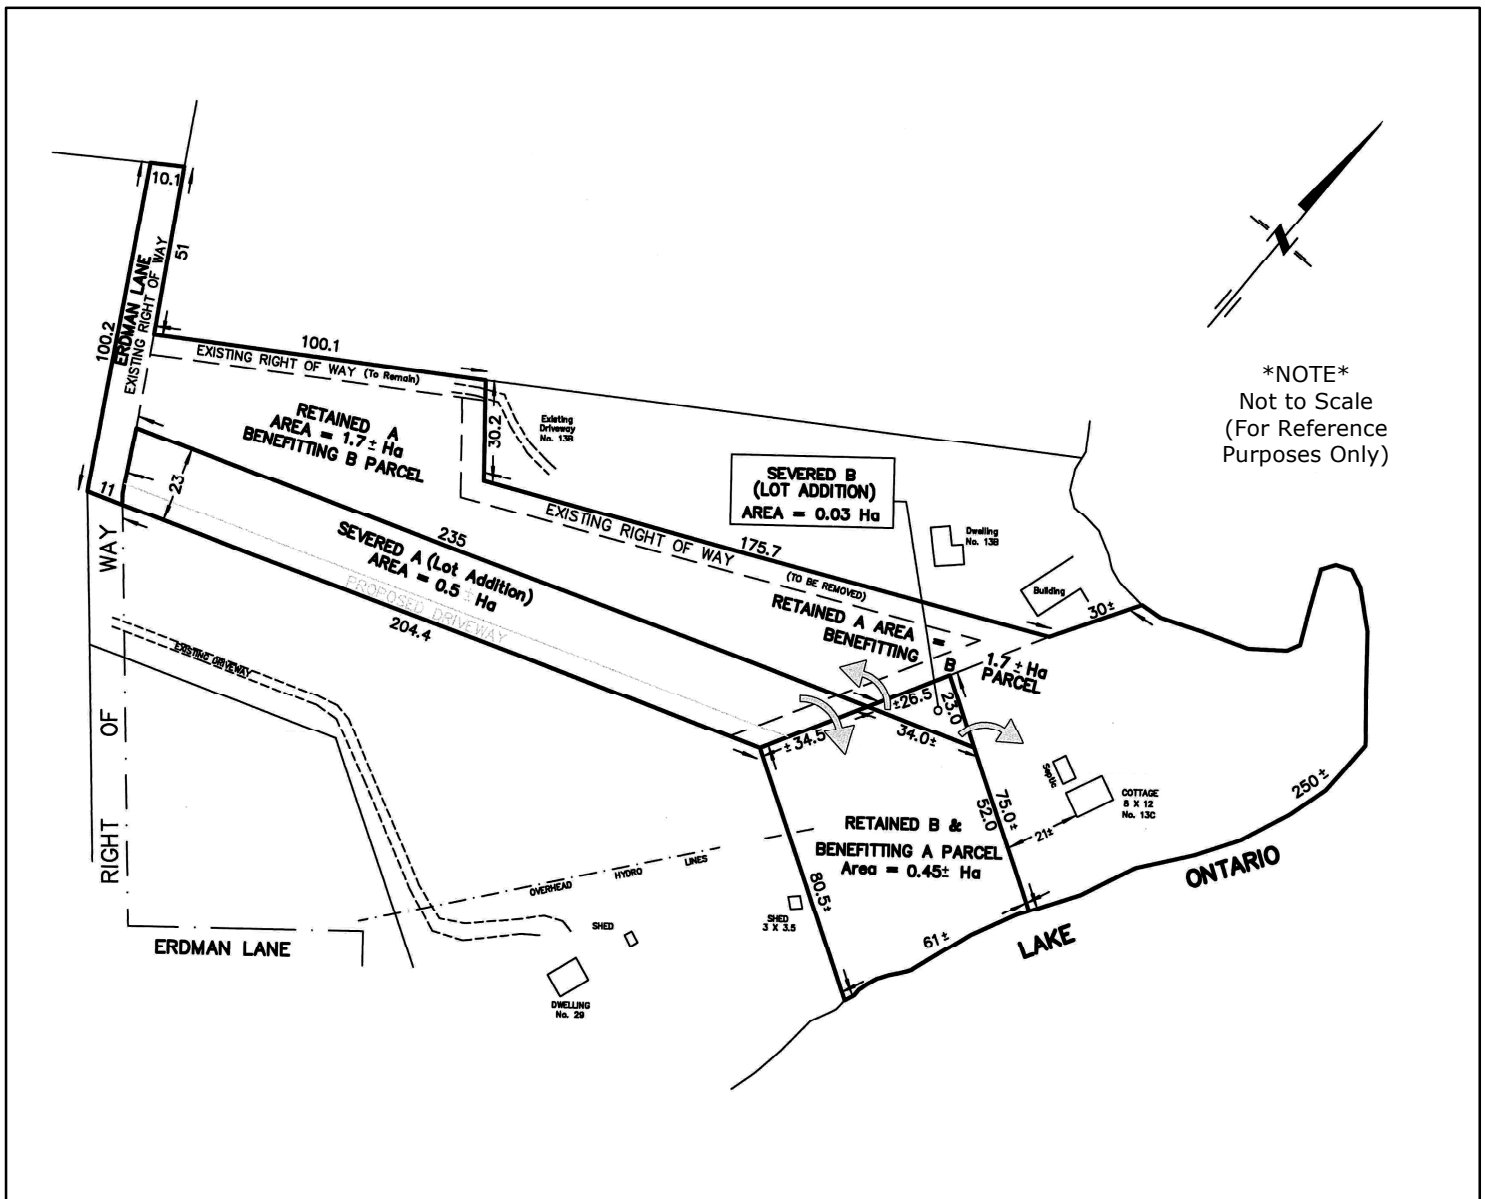 10.1
51
100.2
ERDMAN LANE
EXISTING RIGHT OF WAY
100.1
EXISTING RIGHT OF WAY (To Remain)
N
*NOTE*
Not to Scale
(For Reference
Purposes Only)
RETAINED A
AREA = 1.7± Ha
BENEFITTING B PARCEL
30.2
Existing
Driveway
No. 13B
11
23
SEVERED B
(LOT ADDITION)
AREA = 0.03 Ha
EXISTING RIGHT OF WAY
(TO BE REMOVED)
175.7
235
SEVERED A (Lot Addition)
AREA = 0.5 ± Ha
PROPOSED DRIVEWAY
204.4
Dwelling
No. 13B
Building
30±
RETAINED A AREA = 1.7 ± Ha
BENEFITTING B PARCEL
EXISTING DRIVEWAY
±26.5
23.0
±34.5
34.0±
Septic
COTTAGE
8 X 12
No. 13C
250±
75.0±
52.0
21±
RETAINED B &
BENEFITTING A PARCEL
Area = 0.45± Ha
80.5±
OVERHEAD HYDRO LINES
SHED
3 X 3.5
SHED
61±
LAKE ONTARIO
RIGHT OF WAY
ERDMAN LANE
DWELLING
No. 29